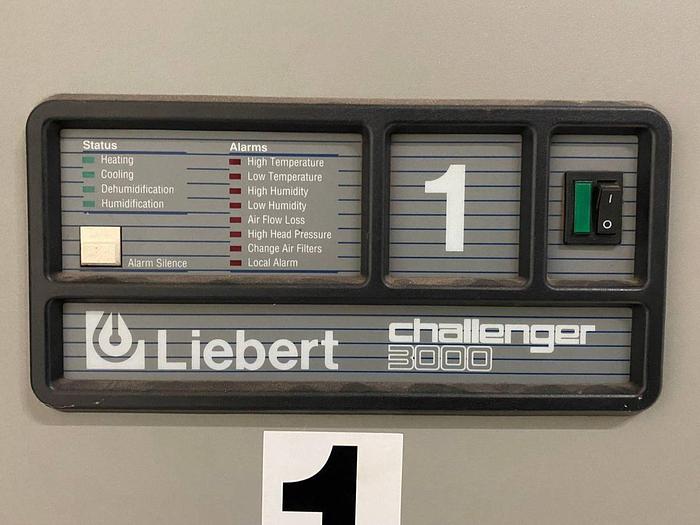 Status
Heating
Cooling
Dehumidification
Humidification
Alarm Silence
Alarms
High Temperature
Low Temperature
High Humidity
Low Humidity
Air Flow Loss
High Head Pressure
Change Air Filters
Local Alarm
1
I
O
Liebert
challenger
3000
1